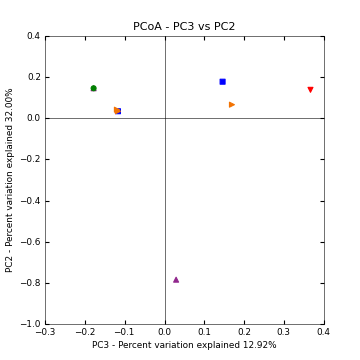 PCoA - PC3 vs PC2
0.4
0.2
0.0
−0.2
−0.4
−0.6
−0.8
−1.0
PC2 - Percent variation explained 32.00%
−0.3 −0.2 −0.1 0.0 0.1 0.2 0.3 0.4
PC3 - Percent variation explained 12.92%